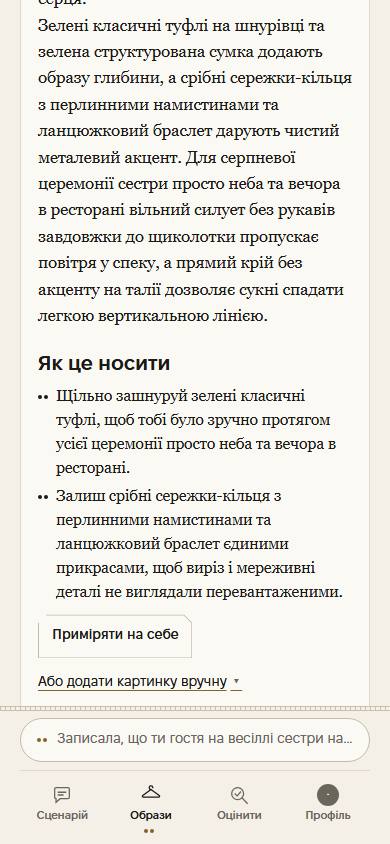 серця.
Зелені класичні туфлі на шнурівці та
зелена структурована сумка додають
образу глибини, а срібні сережки-кільця
з перлинними намистинами та
ланцюжковий браслет дарують чистий
металевий акцент. Для серпневої
церемонії сестри просто неба та вечора
в ресторані вільний силует без рукавів
завдовжки до щиколотки пропускає
повітря у спеку, а прямий крій без
акценту на талії дозволяє сукні спадати
легкою вертикальною лінією.
Як це носити
Щільно зашнуруй зелені класичні
туфлі, щоб тобі було зручно протягом
усієї церемонії просто неба та вечора в
ресторані.
Залиш срібні сережки-кільця з
перлинними намистинами та
ланцюжковий браслет єдиними
прикрасами, щоб виріз і мереживні
деталі не виглядали перевантаженими.
Приміряти на себе
Або додати картинку вручну
Записала, що ти гостя на весіллі сестри на...
Сценарій
Образи
Оцінити
Профіль